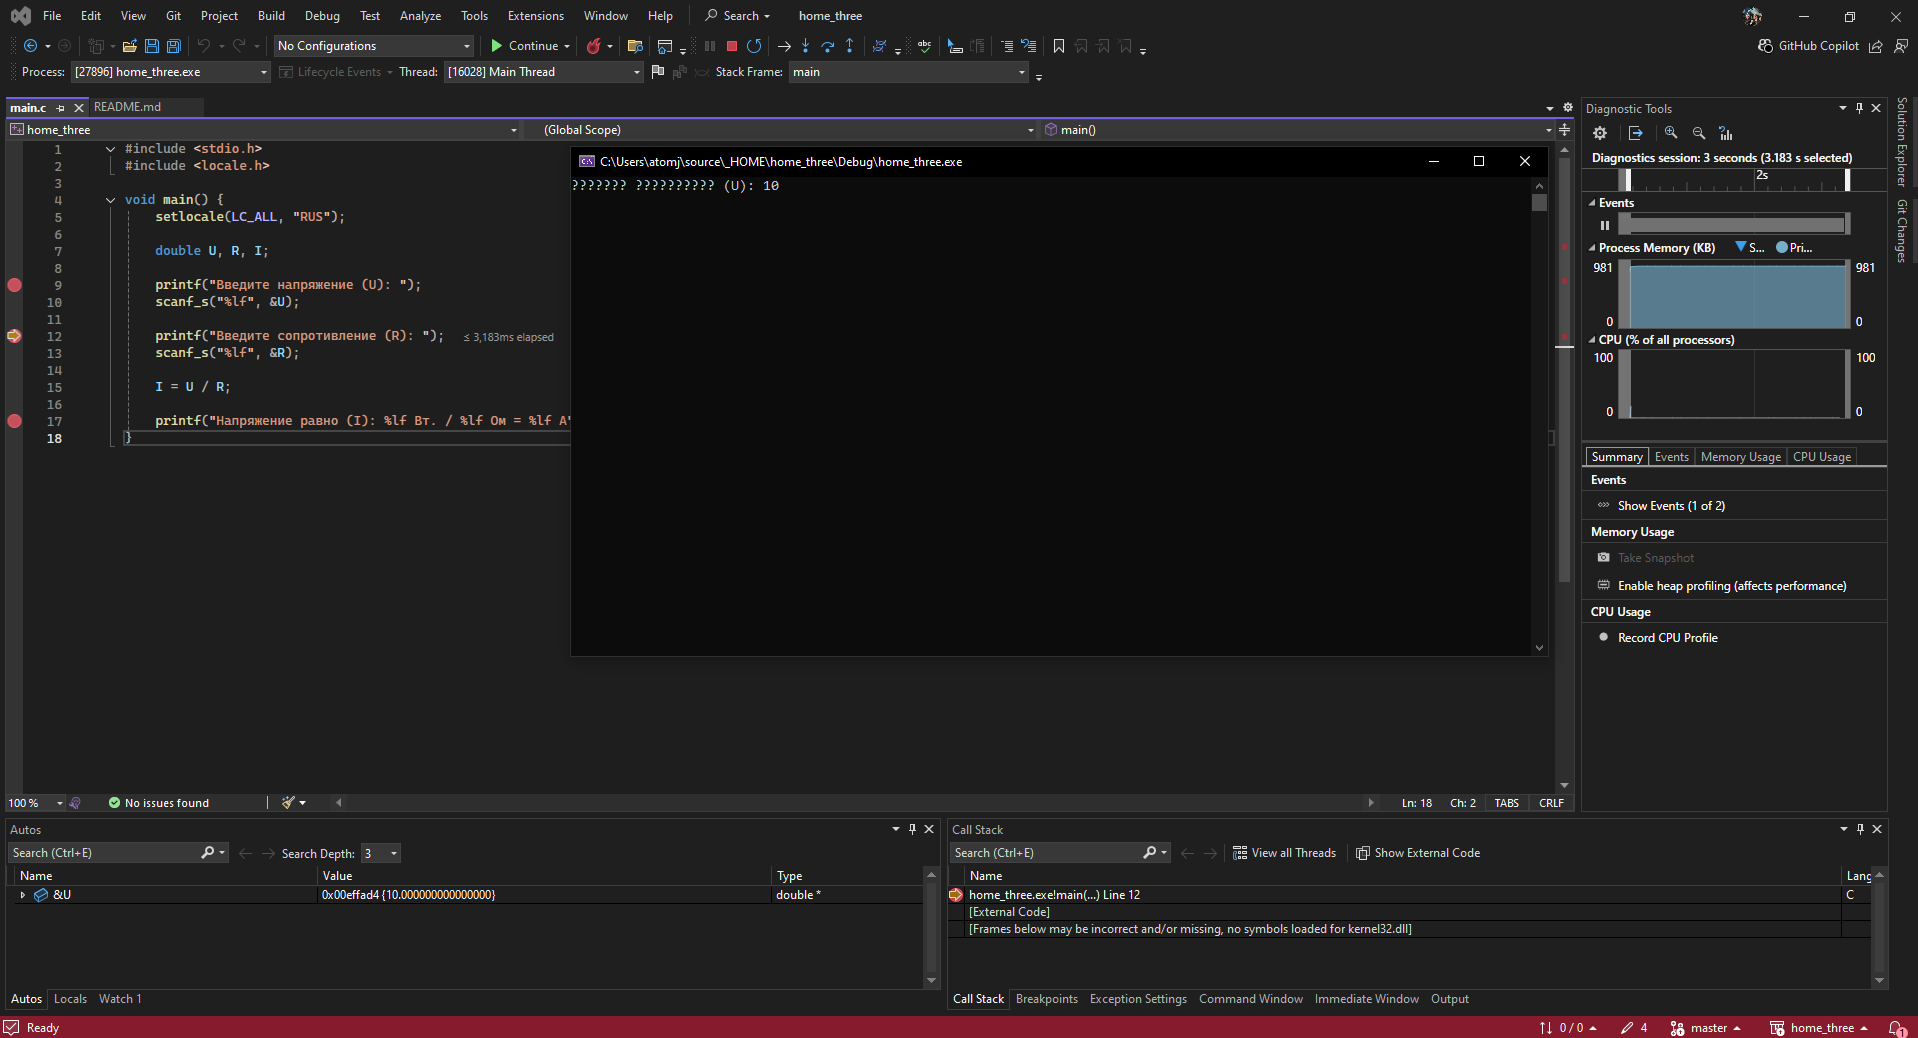 File Edit View Git Project Build Debug Test Analyze Tools Extensions Window Help Search home_three
No Configurations Continue GitHub Copilot
Process: [27896] home_three.exe Lifecycle Events Thread: [16028] Main Thread Stack Frame: main
main.c README.md
home_three (Global Scope) main()
1 #include <stdio.h>
2 #include <locale.h>
3
4 void main() {
5 setlocale(LC_ALL, "RUS");
6
7 double U, R, I;
8
9 printf("Введите напряжение (U): ");
10 scanf_s("%lf", &U);
11
12 printf("Введите сопротивление (R): "); ≤ 3,183ms elapsed
13 scanf_s("%lf", &R);
14
15 I = U / R;
16
17 printf("Напряжение равно (I): %lf Вт. / %lf Ом = %lf А
18 }
C:\Users\atomj\source\_HOME\home_three\Debug\home_three.exe
??????? ?????????? (U): 10
100 % No issues found Ln: 18 Ch: 2 TABS CRLF
Diagnostic Tools
Diagnostics session: 3 seconds (3.183 s selected)
2s
Events
Process Memory (KB) S... Pri...
981 981
0 0
CPU (% of all processors)
100 100
0 0
Summary Events Memory Usage CPU Usage
Events
Show Events (1 of 2)
Memory Usage
Take Snapshot
Enable heap profiling (affects performance)
CPU Usage
Record CPU Profile
Solution Explorer
Git Changes
Autos
Search (Ctrl+E) Search Depth: 3
Name Value Type
&U 0x00effad4 {10.000000000000000} double *
Autos Locals Watch 1
Call Stack
Search (Ctrl+E) View all Threads Show External Code
Name Lang
home_three.exe!main(...) Line 12 C
[External Code]
[Frames below may be incorrect and/or missing, no symbols loaded for kernel32.dll]
Call Stack Breakpoints Exception Settings Command Window Immediate Window Output
Ready 0 / 0 4 master home_three 1